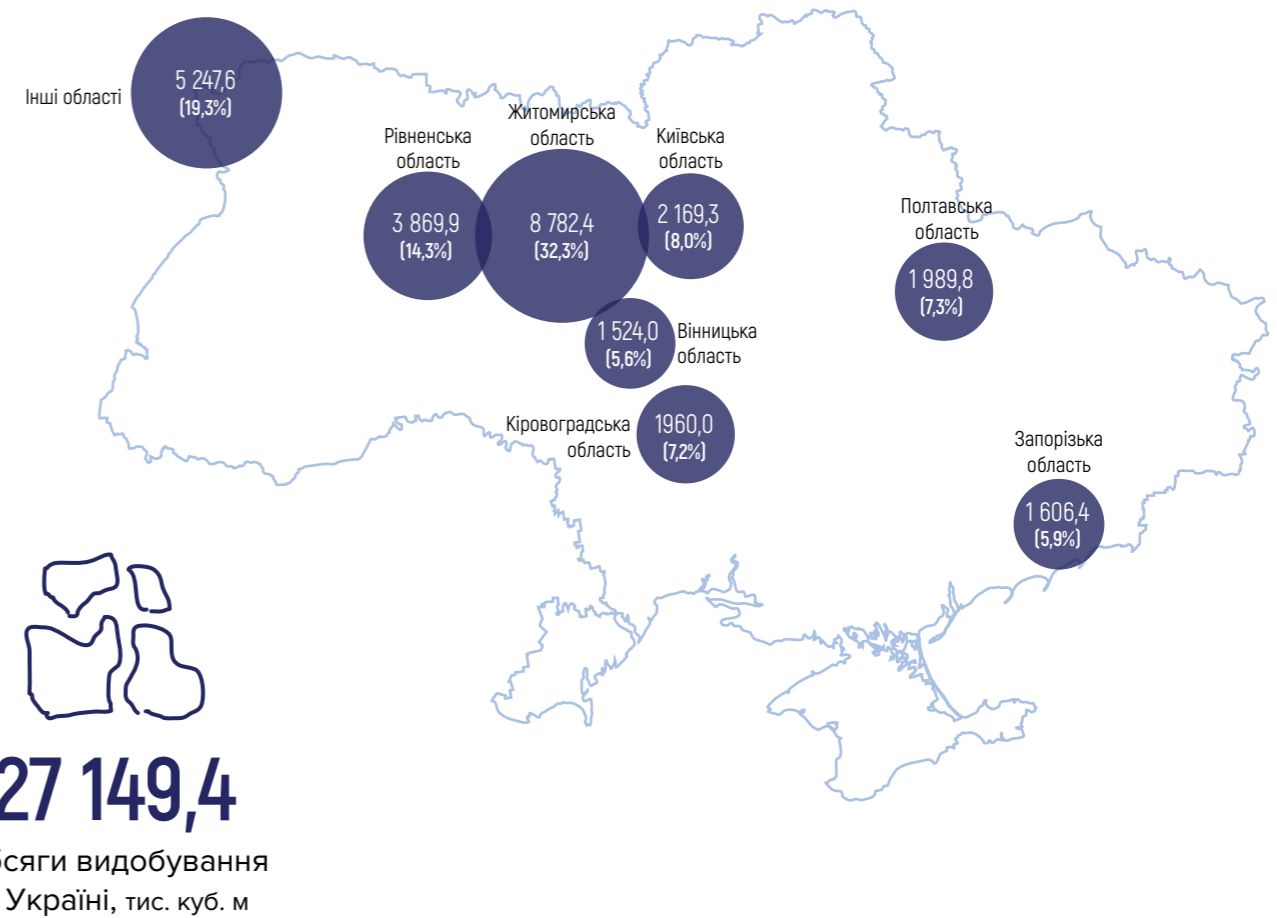 Інші області
5 247,6
(19,3%)
Рівненська
область
3 869,9
(14,3%)
Житомирська
область
8 782,4
(32,3%)
Київська
область
2 169,3
(8,0%)
Полтавська
область
1 989,8
(7,3%)
1 524,0
(5,6%)
Вінницька
область
Кіровоградська
область
1960,0
(7,2%)
Запорізька
область
1 606,4
(5,9%)
27 149,4
бсяги видобування
Україні, тис. куб. м